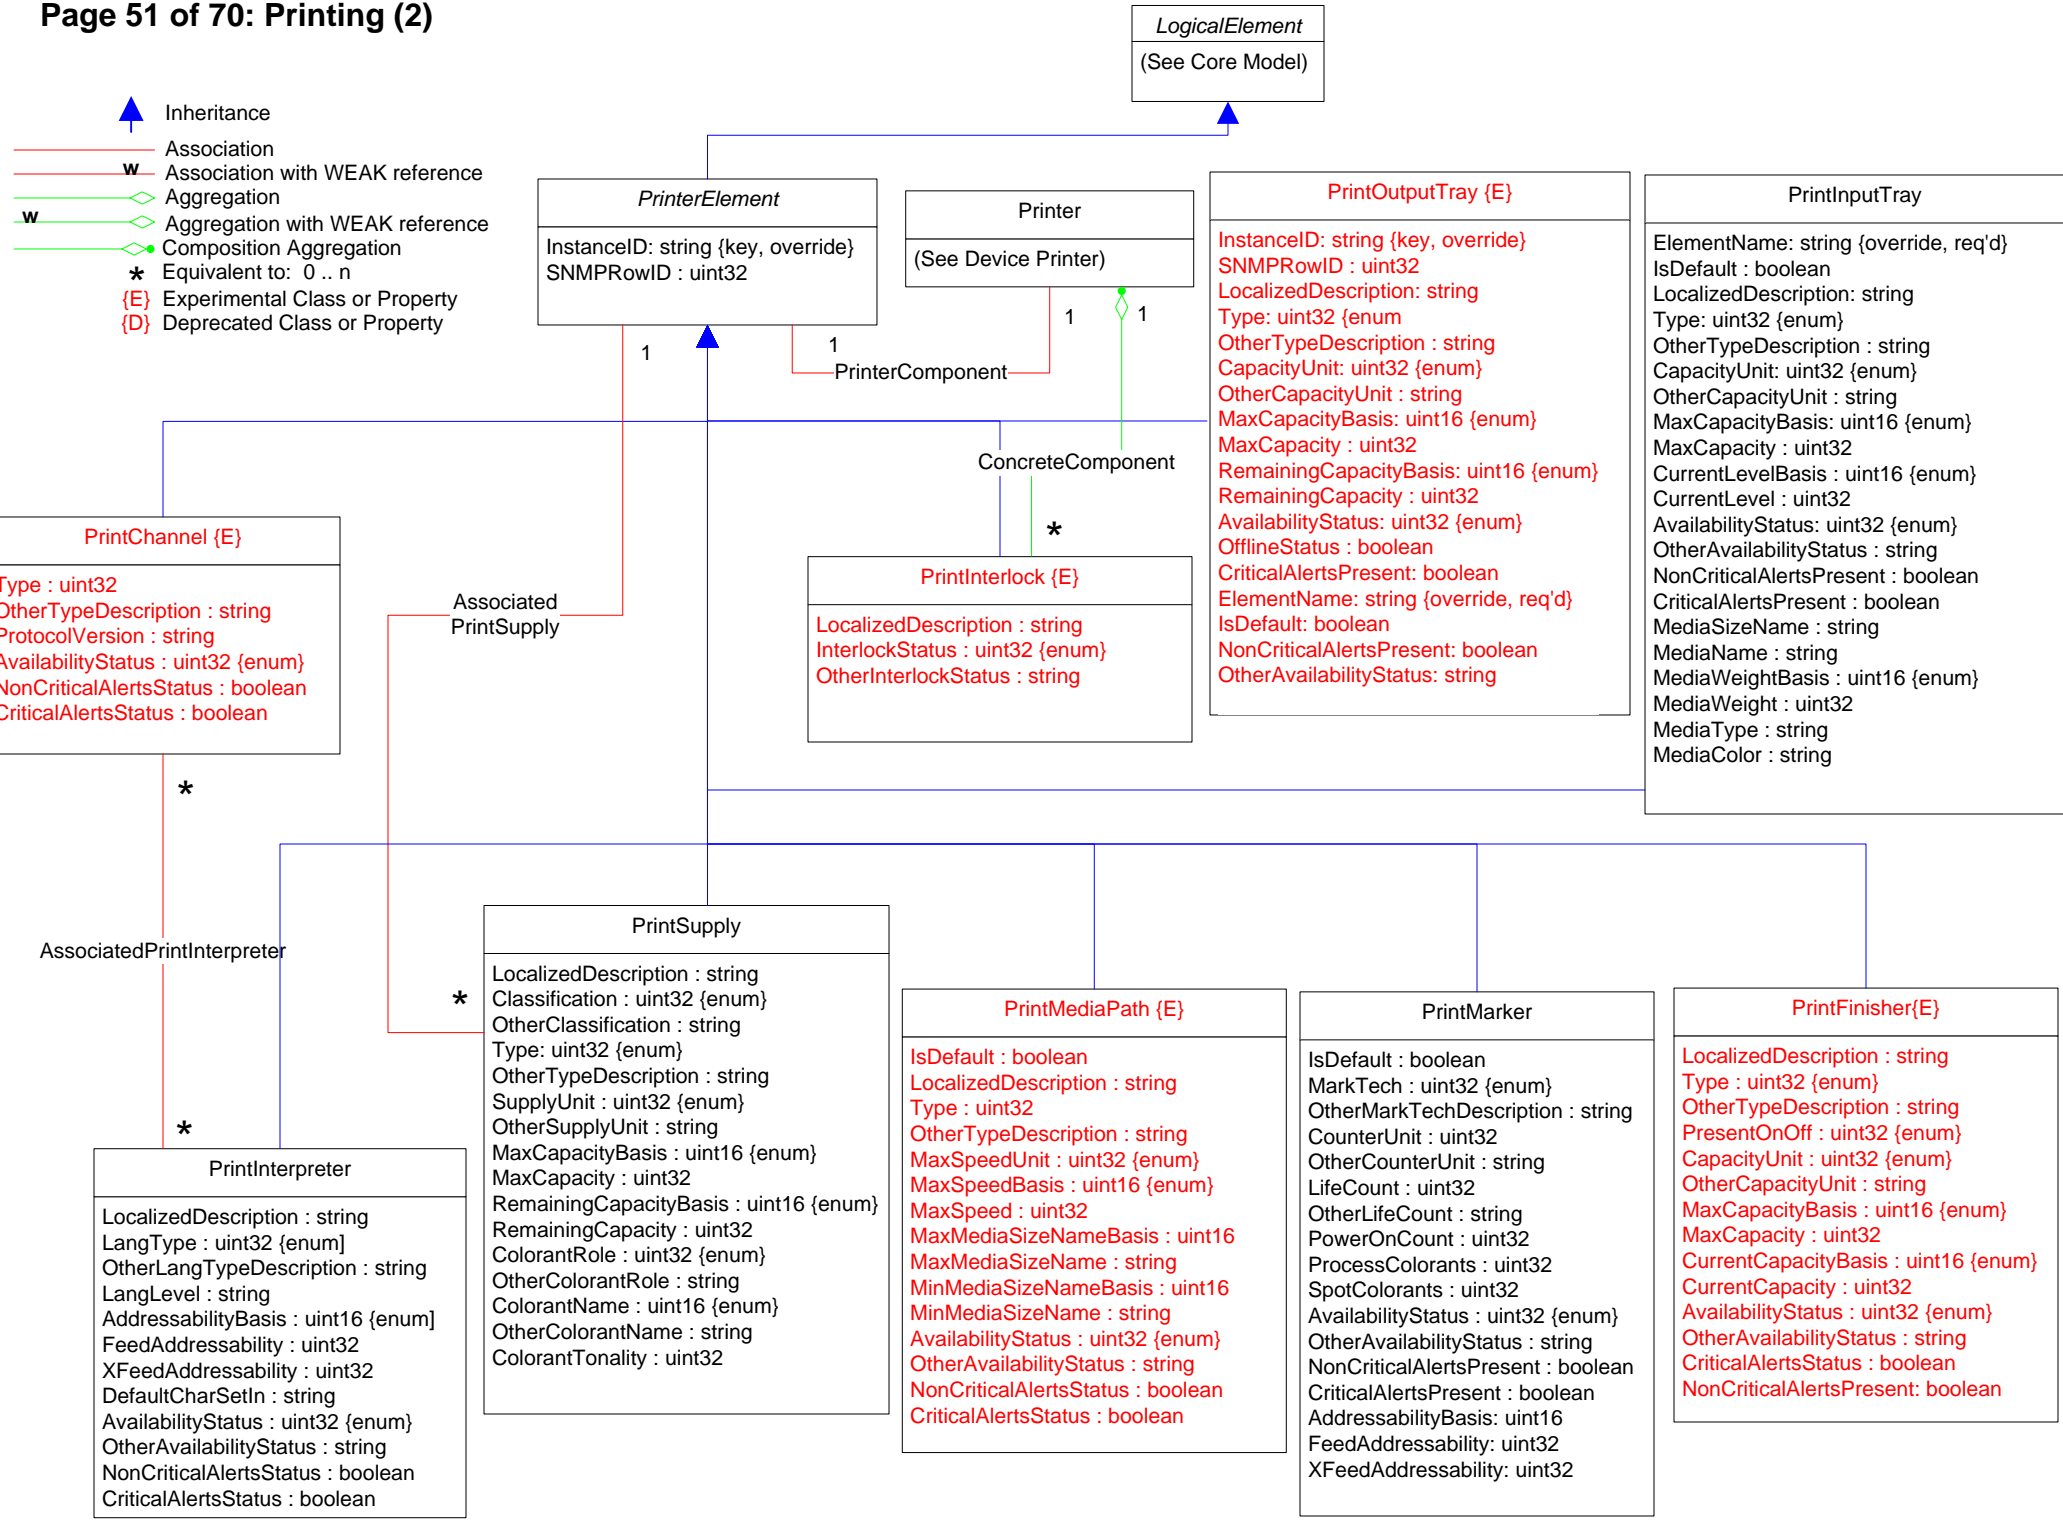 Page 51 of 70: Printing (2)
LogicalElement
(See Core Model)
Inheritance
Association
w Association with WEAK reference
Aggregation
w Aggregation with WEAK reference
Composition Aggregation
* Equivalent to: 0 .. n
{E} Experimental Class or Property
{D} Deprecated Class or Property
PrinterElement
InstanceID: string {key, override}
SNMPRowID : uint32
Printer
(See Device Printer)
1
1
1
1
PrinterComponent
ConcreteComponent
*
PrintOutputTray {E}
InstanceID: string {key, override}
SNMPRowID : uint32
LocalizedDescription: string
Type: uint32 {enum
OtherTypeDescription : string
CapacityUnit: uint32 {enum}
OtherCapacityUnit : string
MaxCapacityBasis: uint16 {enum}
MaxCapacity : uint32
RemainingCapacityBasis: uint16 {enum}
RemainingCapacity : uint32
AvailabilityStatus: uint32 {enum}
OfflineStatus : boolean
CriticalAlertsPresent: boolean
ElementName: string {override, req'd}
IsDefault: boolean
NonCriticalAlertsPresent: boolean
OtherAvailabilityStatus: string
PrintInputTray
ElementName: string {override, req'd}
IsDefault : boolean
LocalizedDescription: string
Type: uint32 {enum}
OtherTypeDescription : string
CapacityUnit: uint32 {enum}
OtherCapacityUnit : string
MaxCapacityBasis: uint16 {enum}
MaxCapacity : uint32
CurrentLevelBasis : uint16 {enum}
CurrentLevel : uint32
AvailabilityStatus: uint32 {enum}
OtherAvailabilityStatus : string
NonCriticalAlertsPresent : boolean
CriticalAlertsPresent : boolean
MediaSizeName : string
MediaName : string
MediaWeightBasis : uint16 {enum}
MediaWeight : uint32
MediaType : string
MediaColor : string
PrintChannel {E}
Type : uint32
OtherTypeDescription : string
ProtocolVersion : string
AvailabilityStatus : uint32 {enum}
NonCriticalAlertsStatus : boolean
CriticalAlertsStatus : boolean
*
Associated
PrintSupply
PrintInterlock {E}
LocalizedDescription : string
InterlockStatus : uint32 {enum}
OtherInterlockStatus : string
AssociatedPrintInterpreter
*
*
PrintInterpreter
LocalizedDescription : string
LangType : uint32 {enum]
OtherLangTypeDescription : string
LangLevel : string
AddressabilityBasis : uint16 {enum]
FeedAddressability : uint32
XFeedAddressability : uint32
DefaultCharSetIn : string
AvailabilityStatus : uint32 {enum}
OtherAvailabilityStatus : string
NonCriticalAlertsStatus : boolean
CriticalAlertsStatus : boolean
PrintSupply
LocalizedDescription : string
Classification : uint32 {enum}
OtherClassification : string
Type: uint32 {enum}
OtherTypeDescription : string
SupplyUnit : uint32 {enum}
OtherSupplyUnit : string
MaxCapacityBasis : uint16 {enum}
MaxCapacity : uint32
RemainingCapacityBasis : uint16 {enum}
RemainingCapacity : uint32
ColorantRole : uint32 {enum}
OtherColorantRole : string
ColorantName : uint16 {enum}
OtherColorantName : string
ColorantTonality : uint32
PrintMediaPath {E}
IsDefault : boolean
LocalizedDescription : string
Type : uint32
OtherTypeDescription : string
MaxSpeedUnit : uint32 {enum}
MaxSpeedBasis : uint16 {enum}
MaxSpeed : uint32
MaxMediaSizeNameBasis : uint16
MaxMediaSizeName : string
MinMediaSizeNameBasis : uint16
MinMediaSizeName : string
AvailabilityStatus : uint32 {enum}
OtherAvailabilityStatus : string
NonCriticalAlertsStatus : boolean
CriticalAlertsStatus : boolean
PrintMarker
IsDefault : boolean
MarkTech : uint32 {enum}
OtherMarkTechDescription : string
CounterUnit : uint32
OtherCounterUnit : string
LifeCount : uint32
OtherLifeCount : string
PowerOnCount : uint32
ProcessColorants : uint32
SpotColorants : uint32
AvailabilityStatus : uint32 {enum}
OtherAvailabilityStatus : string
NonCriticalAlertsPresent : boolean
CriticalAlertsPresent : boolean
AddressabilityBasis: uint16
FeedAddressability: uint32
XFeedAddressability: uint32
PrintFinisher{E}
LocalizedDescription : string
Type : uint32 {enum}
OtherTypeDescription : string
PresentOnOff : uint32 {enum}
CapacityUnit : uint32 {enum}
OtherCapacityUnit : string
MaxCapacityBasis : uint16 {enum}
MaxCapacity : uint32
CurrentCapacityBasis : uint16 {enum}
CurrentCapacity : uint32
AvailabilityStatus : uint32 {enum}
OtherAvailabilityStatus : string
CriticalAlertsStatus : boolean
NonCriticalAlertsPresent: boolean